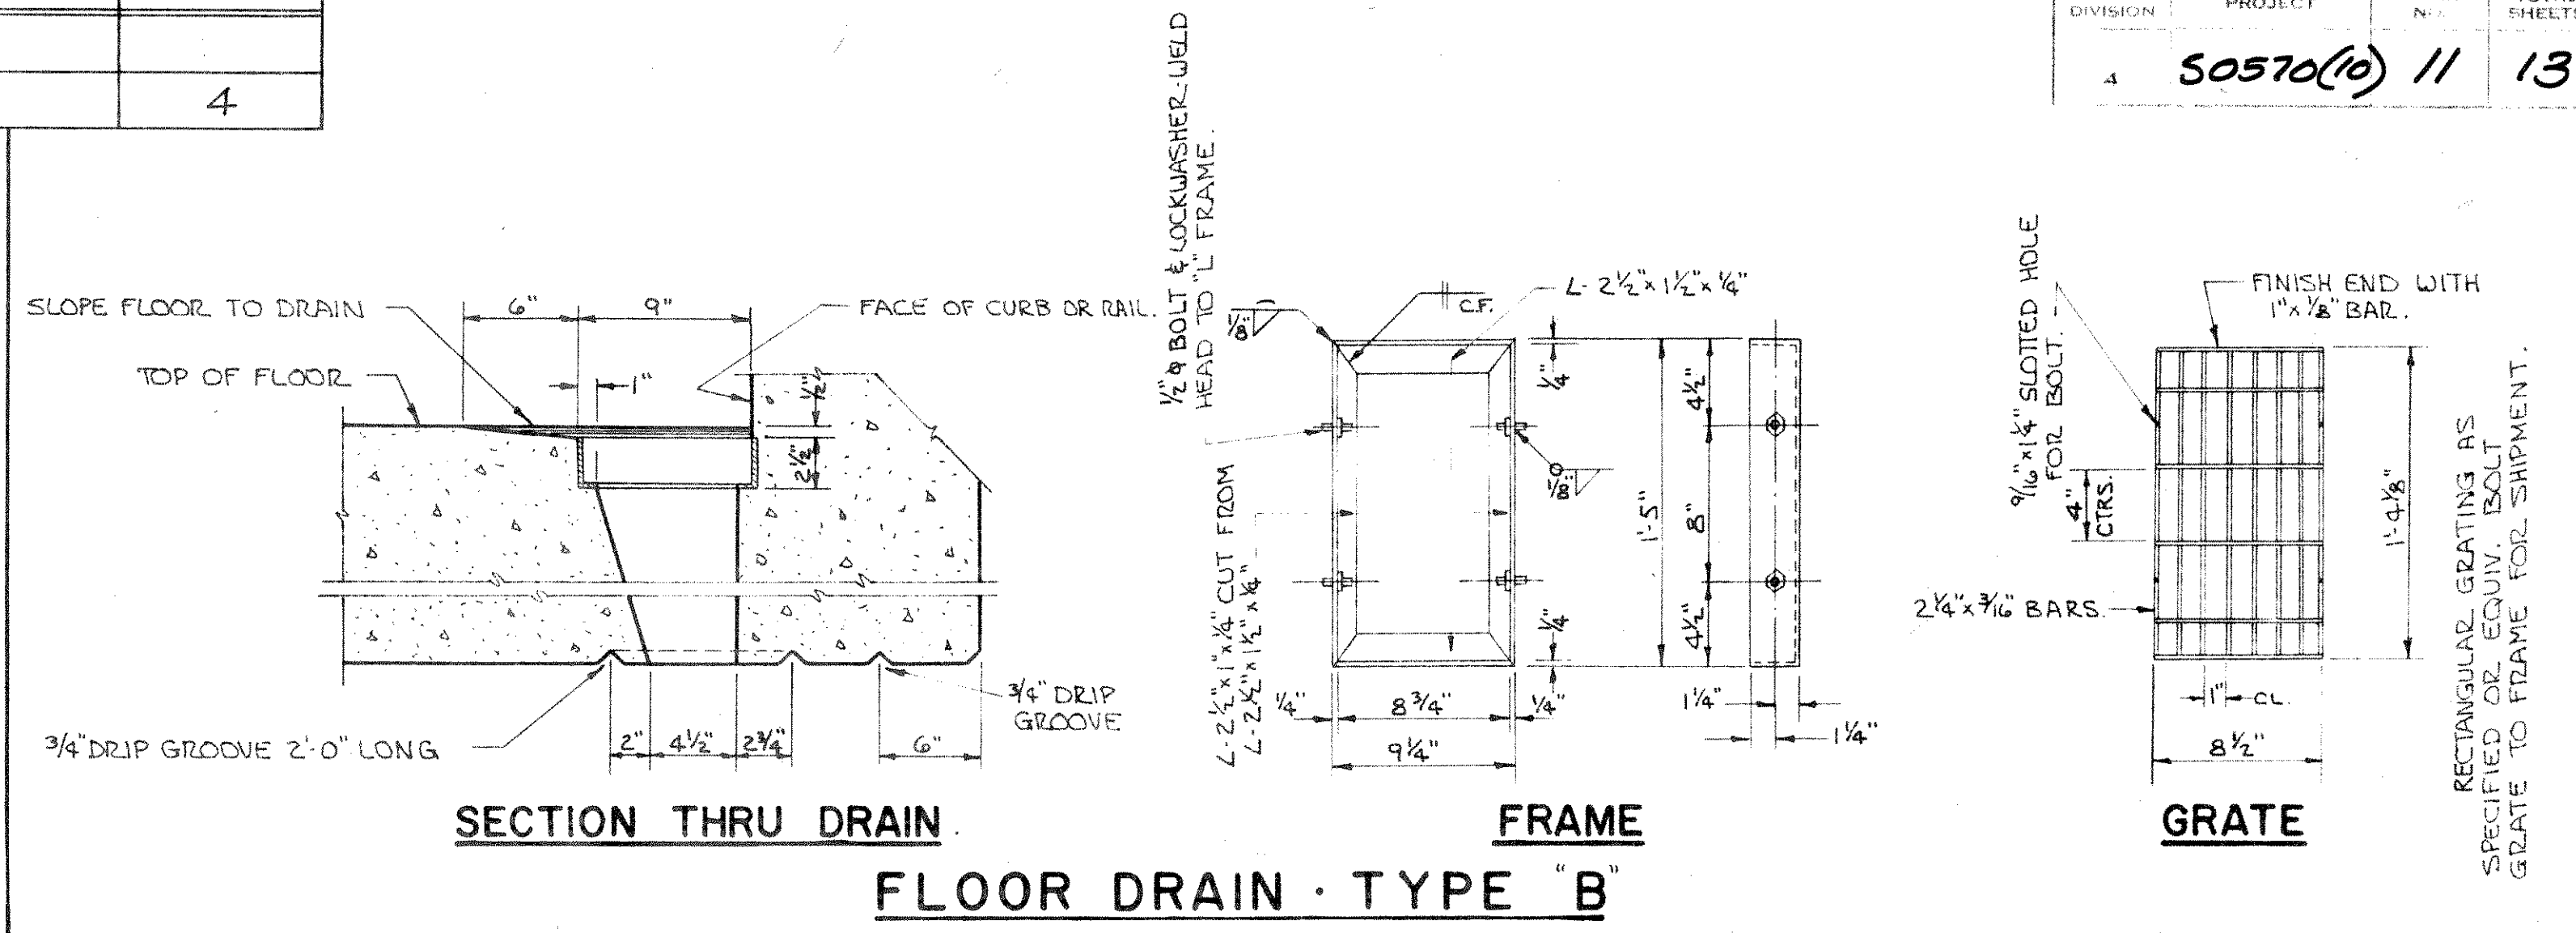 4
DIVISION
PROJECT
SHEETS
4
S0570(10)
11
13
SLOPE FLOOR TO DRAIN
TOP OF FLOOR
6"
9"
1"
1/2"
2 1/2"
FACE OF CURB OR RAIL.
3/4" DRIP GROOVE 2'-0" LONG
2"
4 1/2"
2 3/4"
6"
3/4" DRIP
GROOVE
SECTION THRU DRAIN
1/2" φ BOLT & LOCKWASHER-WELD
HEAD TO "L" FRAME.
L-2 1/2" x 1" x 1/4" CUT FROM
L-2 1/2" x 1 1/2" x 1/4"
1/8"
C.F.
L-2 1/2" x 1 1/2" x 1/4"
1/4"
1/8"
1/4"
1'-5"
4 1/2"
8"
4 1/2"
1/4"
8 3/4"
1/4"
9 1/4"
1 1/4"
1 1/4"
FRAME
9/16" x 1 1/4" SLOTTED HOLE
FOR BOLT.
FINISH END WITH
1" x 1/8" BAR.
4"
CTRS.
2 1/4" x 3/16" BARS.
1'-4 1/8"
1" CL.
8 1/2"
RECTANGULAR GRATING AS
SPECIFIED OR EQUIV. BOLT
GRATE TO FRAME FOR SHIPMENT.
GRATE
FLOOR DRAIN · TYPE "B"